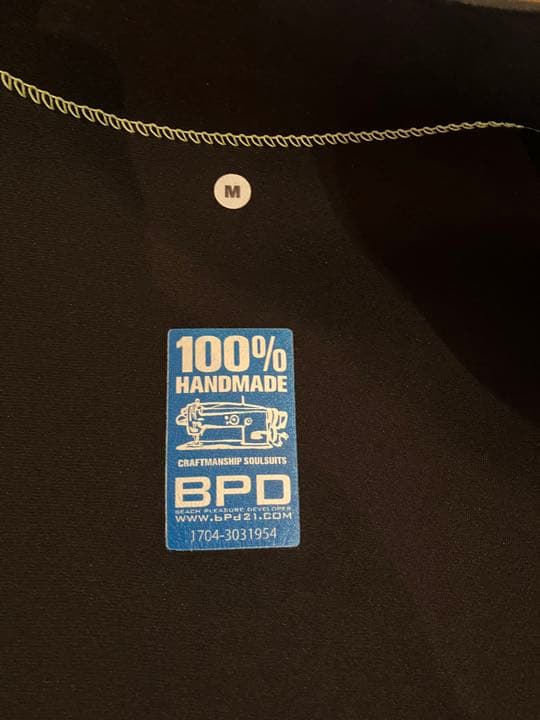 M
100%
HANDMADE
CRAFTMANSHIP SOULSUITS
BPD
BEACH PLEASURE DEVELOPER
WWW.bPd21.COM
1704-3031954